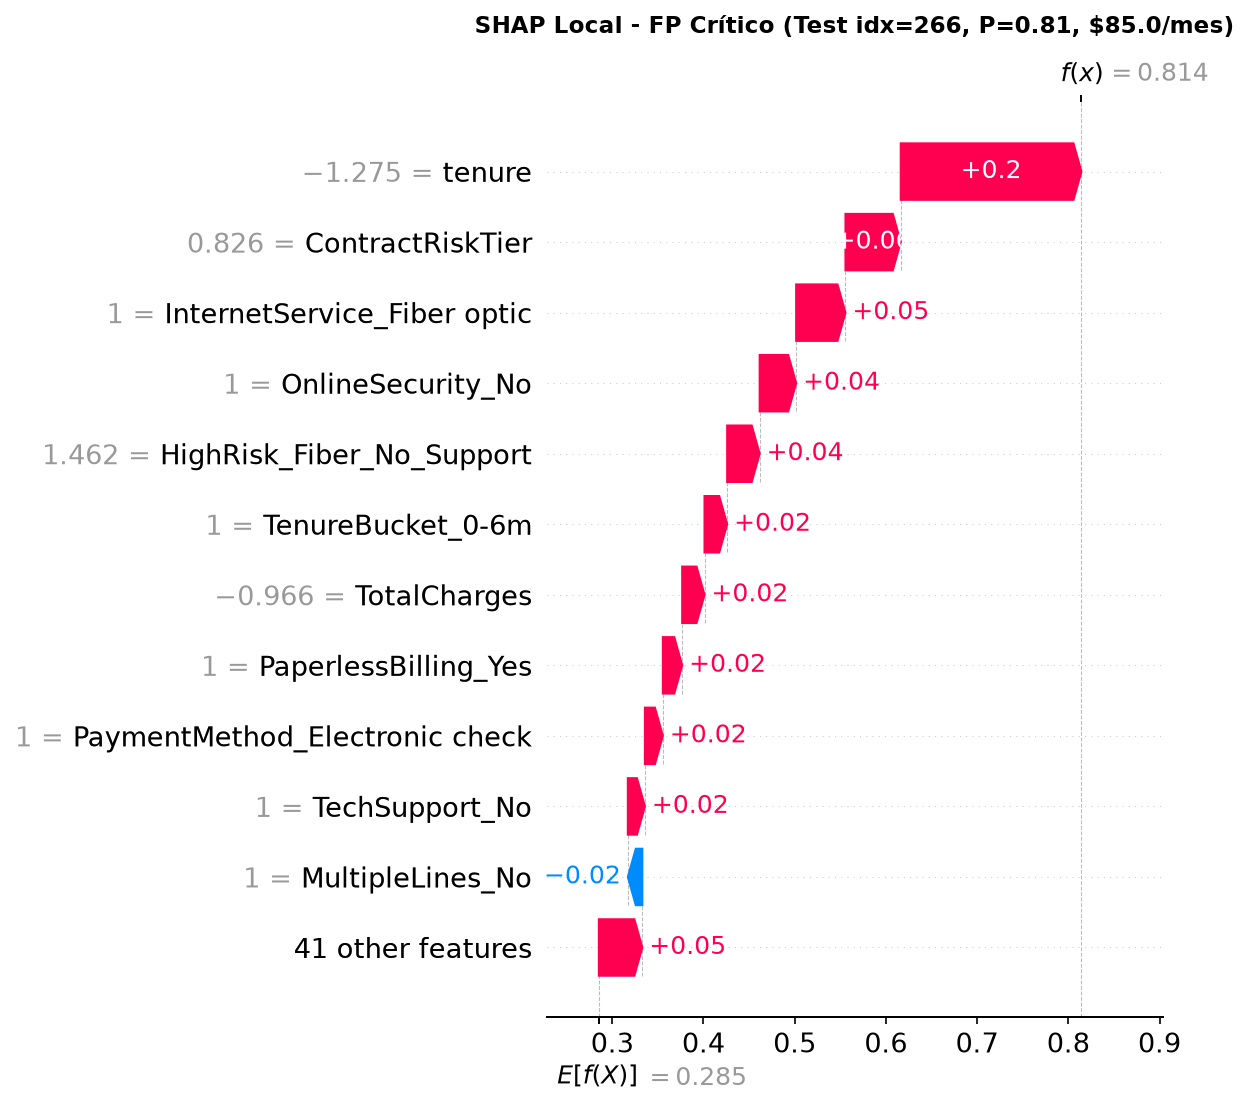 SHAP Local - FP Crítico (Test idx=266, P=0.81, $85.0/mes)
f(x) = 0.814
−1.275 = tenure +0.2
0.826 = ContractRiskTier +0.06
1 = InternetService_Fiber optic +0.05
1 = OnlineSecurity_No +0.04
1.462 = HighRisk_Fiber_No_Support +0.04
1 = TenureBucket_0-6m +0.02
−0.966 = TotalCharges +0.02
1 = PaperlessBilling_Yes +0.02
1 = PaymentMethod_Electronic check +0.02
1 = TechSupport_No +0.02
1 = MultipleLines_No −0.02
41 other features +0.05
0.3 0.4 0.5 0.6 0.7 0.8 0.9
E[f(X)] = 0.285